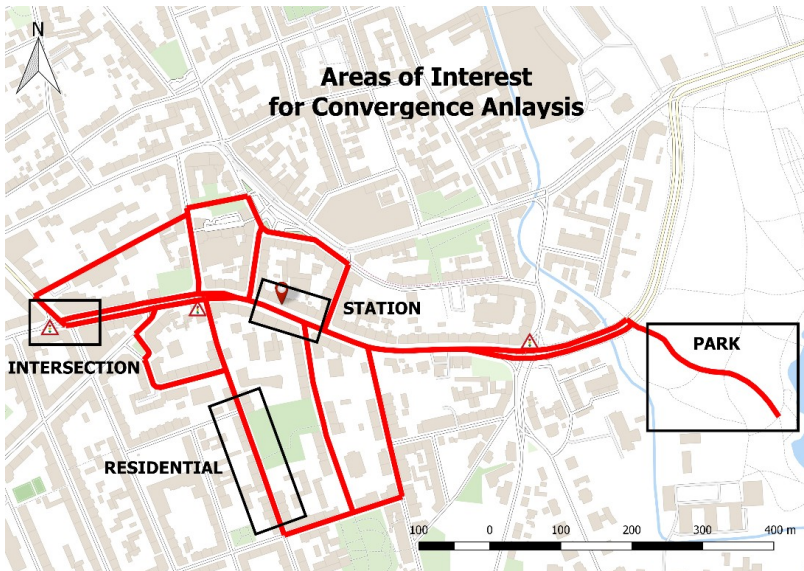 N
Areas of Interest
for Convergence Anlaysis
STATION
INTERSECTION
PARK
RESIDENTIAL
100 0 100 200 300 400 m